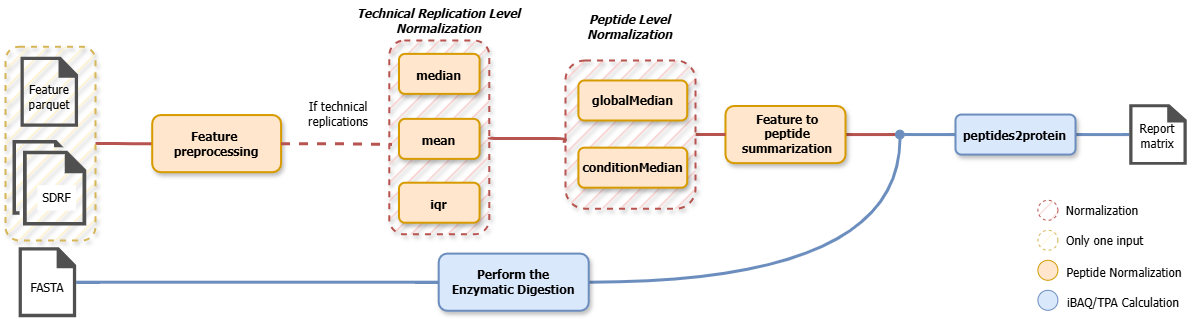 Technical Replication Level
Normalization
Peptide Level
Normalization
Feature
parquet
SDRF
Feature
preprocessing
If technical
replications
median
mean
iqr
globalMedian
conditionMedian
Feature to
peptide
summarization
peptides2protein
Report
matrix
FASTA
Perform the
Enzymatic Digestion
Normalization
Only one input
Peptide Normalization
iBAQ/TPA Calculation